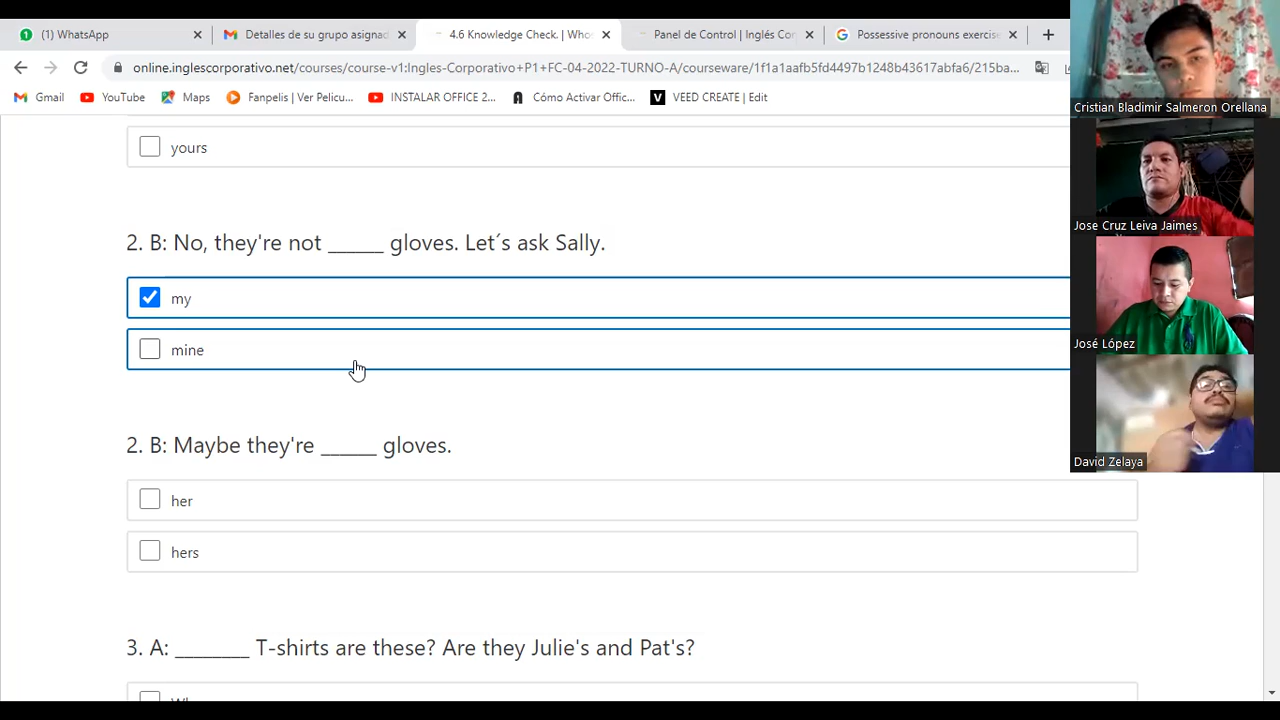 (1) WhatsApp
Detalles de su grupo asignad
4.6 Knowledge Check. | Whos
Panel de Control | Inglés Cor
Possessive pronouns exercise
online.inglescorporativo.net/courses/course-v1:Ingles-Corporativo+P1+FC-04-2022-TURNO-A/courseware/1f1a1aafb5fd4497b1248b43617abfa6/215ba...
Gmail
YouTube
Maps
Fanpelis | Ver Pelicu...
INSTALAR OFFICE 2...
Cómo Activar Offic...
VEED CREATE | Edit
yours
2. B: No, they're not ______ gloves. Let´s ask Sally.
my
mine
2. B: Maybe they're ______ gloves.
her
hers
3. A: ________ T-shirts are these? Are they Julie's and Pat's?
Cristian Bladimir Salmeron Orellana
Jose Cruz Leiva Jaimes
José López
David Zelaya